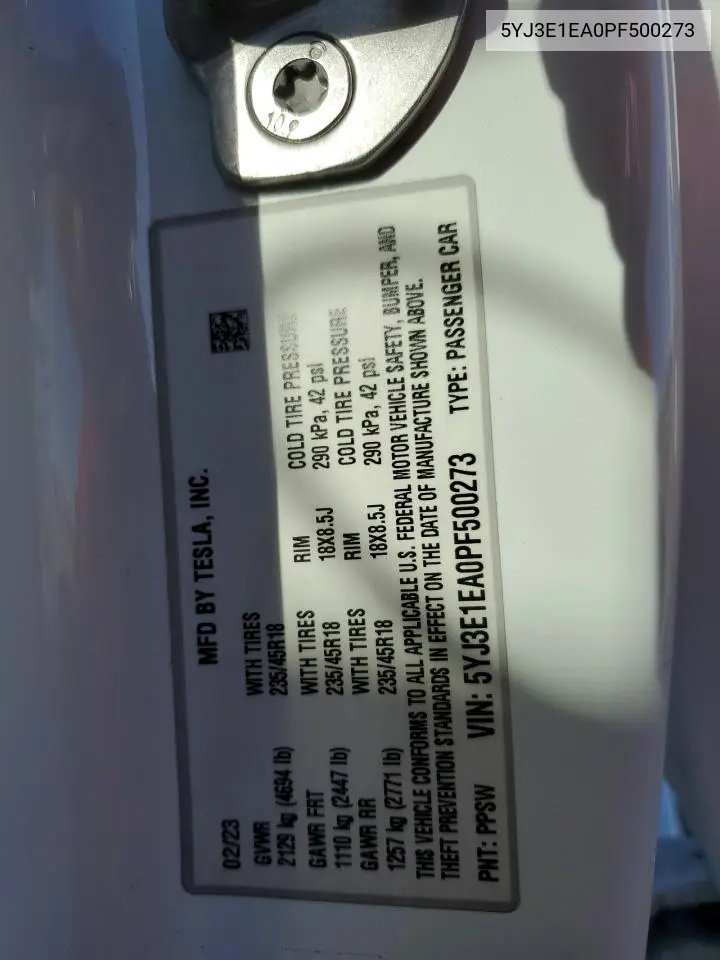 5YJ3E1EA0PF500273
10.9
MFD BY TESLA, INC.
02/23
GVWR WITH TIRES
2129 kg (4694 lb) 235/45R18
GAWR FRT WITH TIRES RIM COLD TIRE PRESSURE
1110 kg (2447 lb) 235/45R18 18X8.5J 290 kPa, 42 psi
GAWR RR WITH TIRES RIM COLD TIRE PRESSURE
1257 kg (2771 lb) 235/45R18 18X8.5J 290 kPa, 42 psi
THIS VEHICLE CONFORMS TO ALL APPLICABLE U.S. FEDERAL MOTOR VEHICLE SAFETY, BUMPER, AND
THEFT PREVENTION STANDARDS IN EFFECT ON THE DATE OF MANUFACTURE SHOWN ABOVE.
PNT: PPSW VIN: 5YJ3E1EA0PF500273 TYPE: PASSENGER CAR